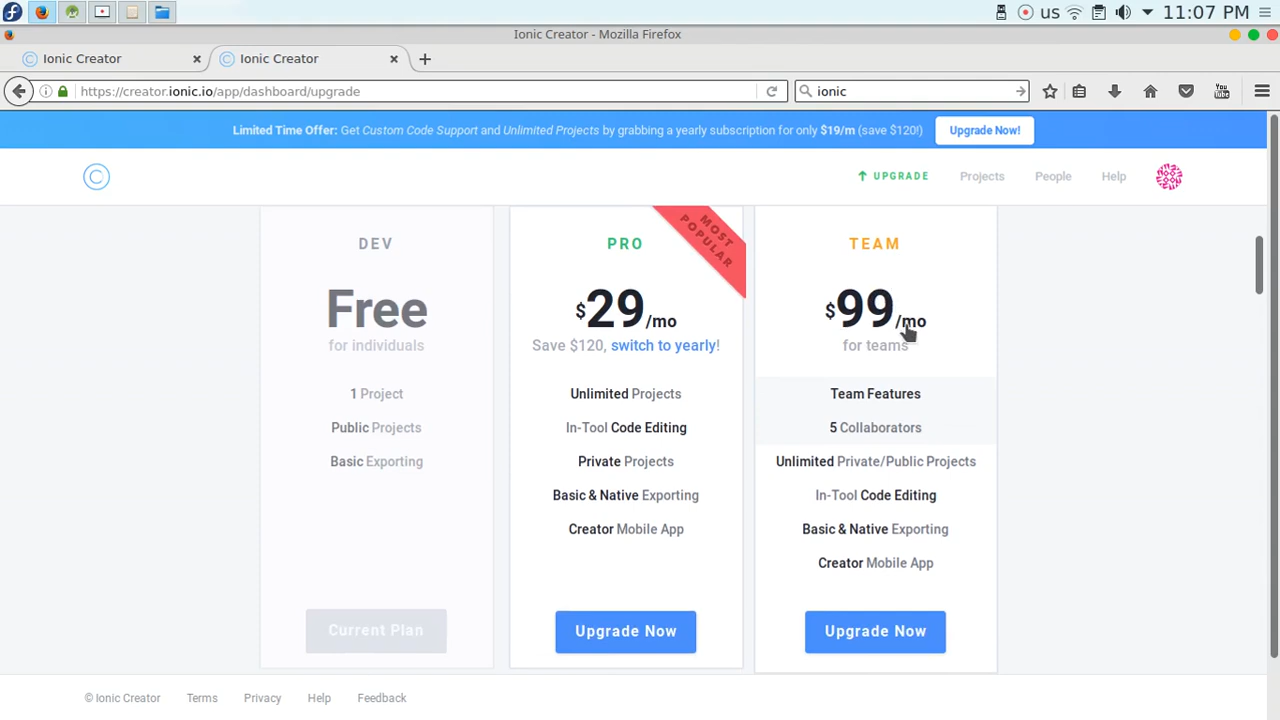 us 11:07 PM
Ionic Creator - Mozilla Firefox
Ionic Creator
Ionic Creator
https://creator.ionic.io/app/dashboard/upgrade
ionic
You Tube
Limited Time Offer: Get Custom Code Support and Unlimited Projects by grabbing a yearly subscription for only $19/m (save $120!) Upgrade Now!
UPGRADE Projects People Help
DEV
Free
for individuals
1 Project
Public Projects
Basic Exporting
Current Plan
MOST POPULAR
PRO
$29/mo
Save $120, switch to yearly!
Unlimited Projects
In-Tool Code Editing
Private Projects
Basic & Native Exporting
Creator Mobile App
Upgrade Now
TEAM
$99/mo
for teams
Team Features
5 Collaborators
Unlimited Private/Public Projects
In-Tool Code Editing
Basic & Native Exporting
Creator Mobile App
Upgrade Now
© Ionic Creator Terms Privacy Help Feedback